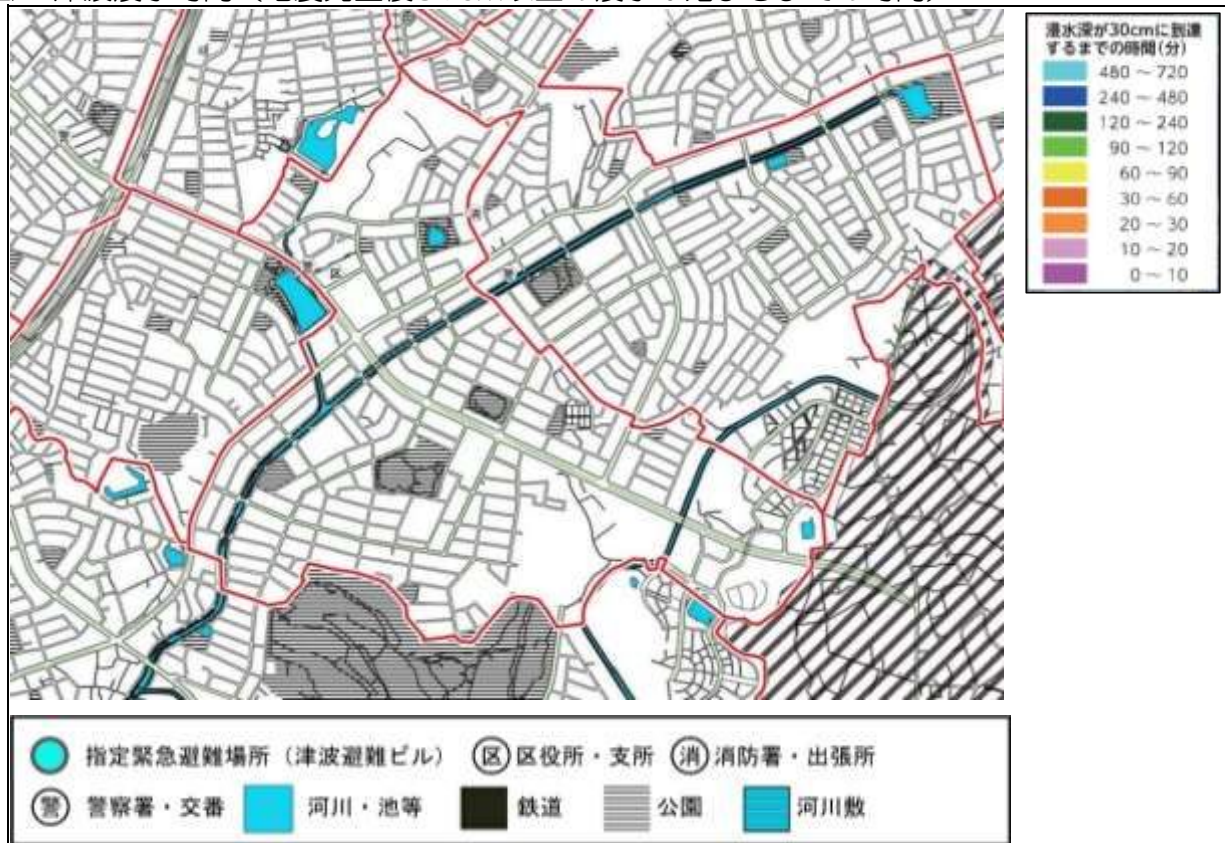 浸水深が30cmに到達
するまでの時間(分)
480 ～ 720
240 ～ 480
120 ～ 240
90 ～ 120
60 ～ 90
30 ～ 60
20 ～ 30
10 ～ 20
0 ～ 10
指定緊急避難場所（津波避難ビル） 区 区役所・支所 消 消防署・出張所
警 警察署・交番 河川・池等 鉄道 公園 河川敷